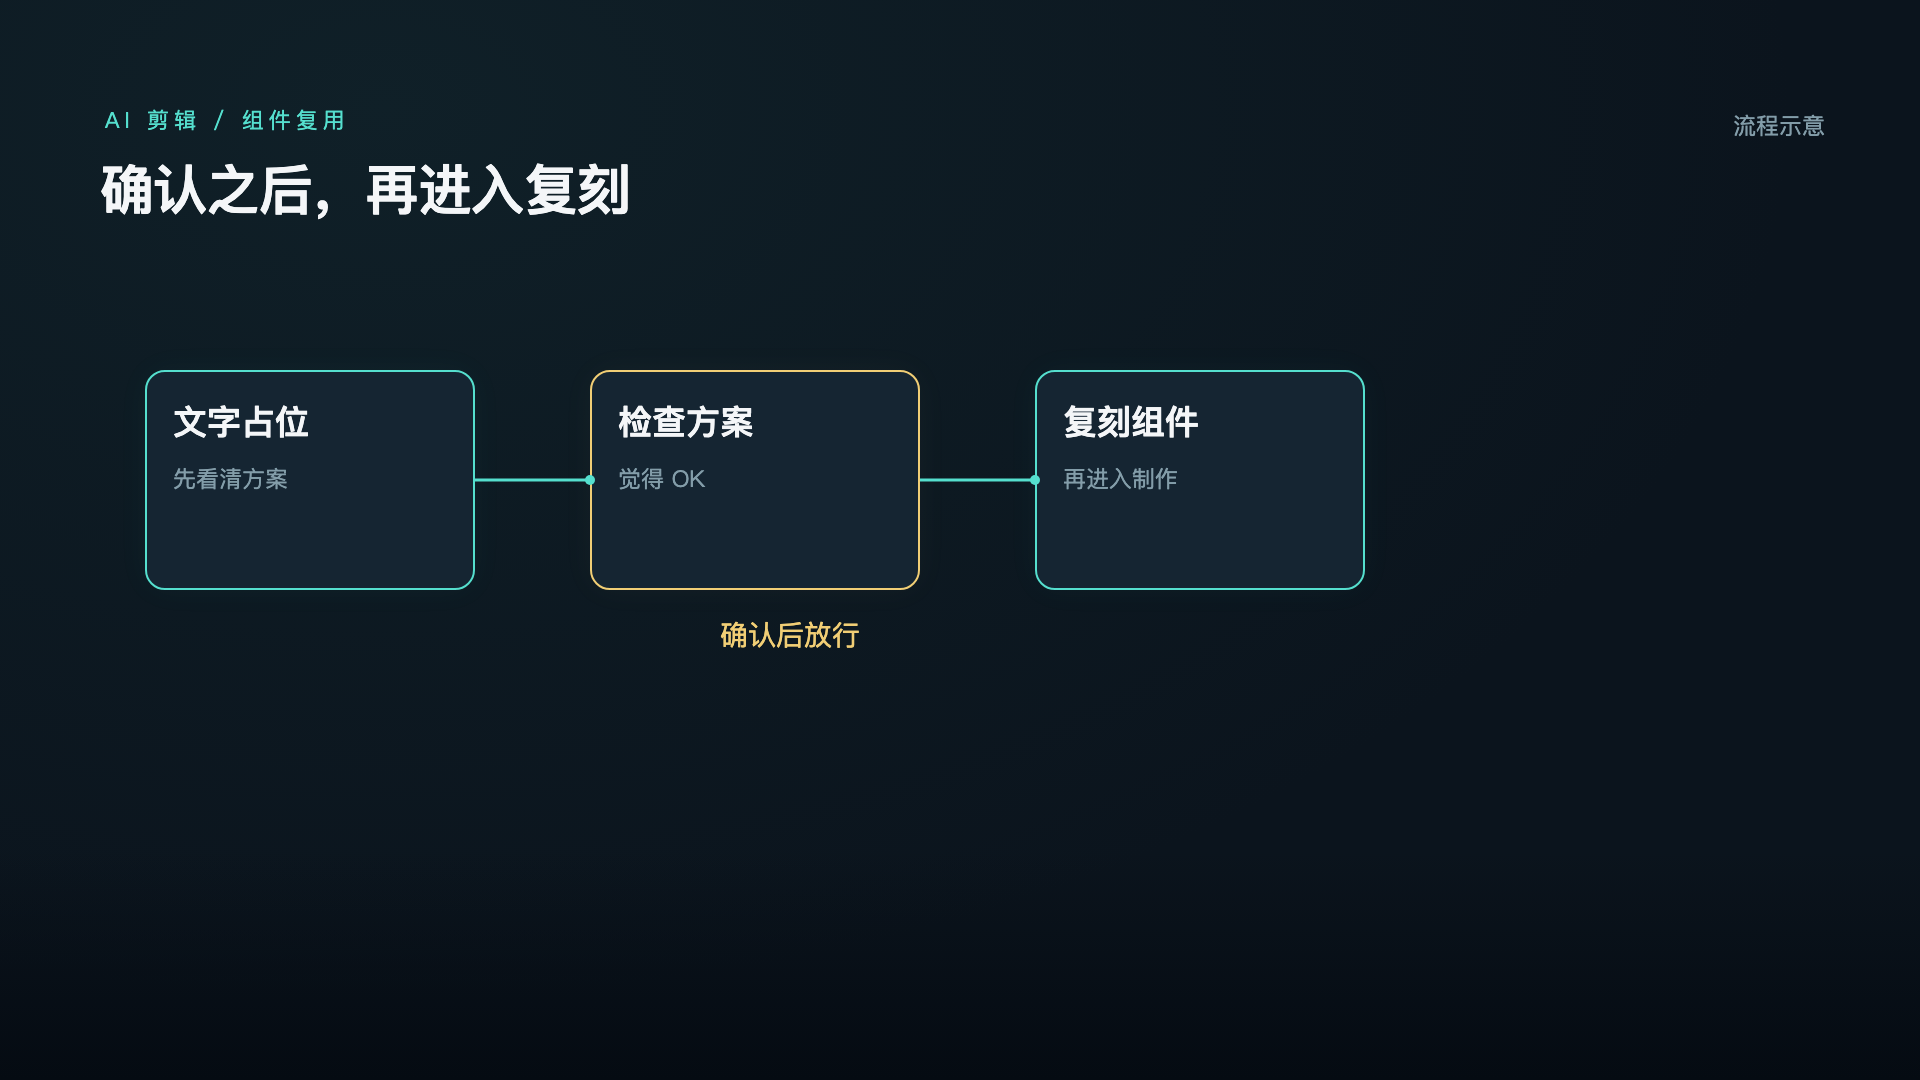 AI 剪辑 / 组件复用
流程示意
确认之后，再进入复刻
文字占位
先看清方案
检查方案
觉得 OK
复刻组件
再进入制作
确认后放行